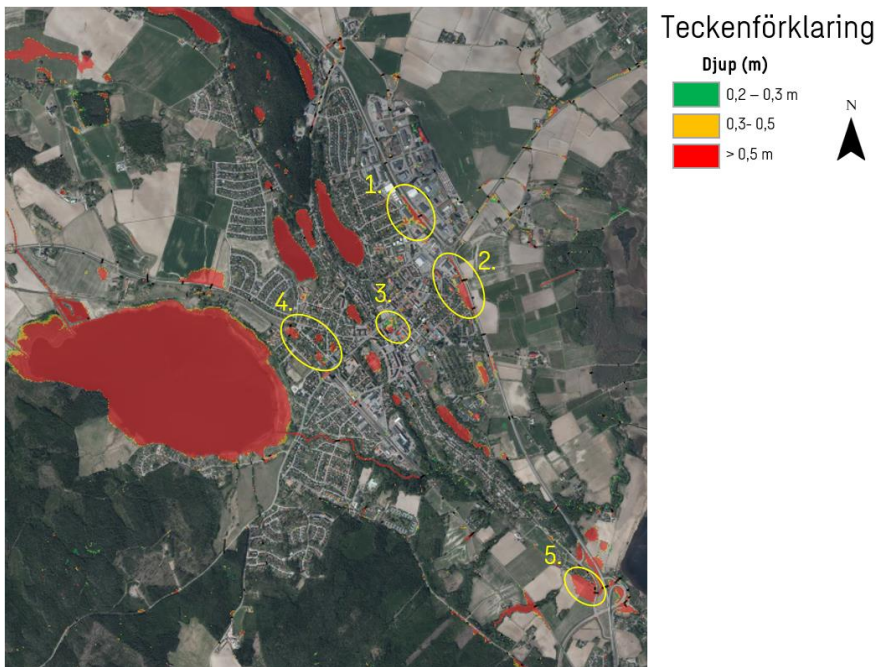 Teckenförklaring
Djup (m)
0,2 – 0,3 m
0,3- 0,5
> 0,5 m
N
1.
2.
3.
4.
5.